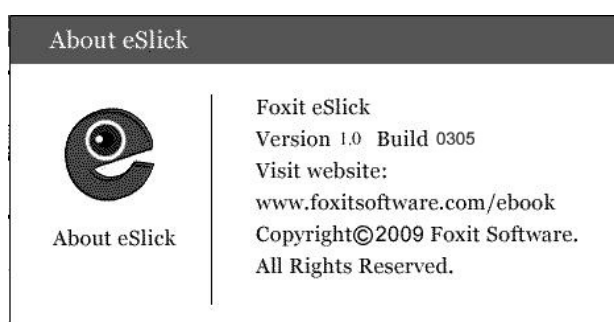 About eSlick
About eSlick
Foxit eSlick
Version 1.0 Build 0305
Visit website:
www.foxitsoftware.com/ebook
Copyright©2009 Foxit Software.
All Rights Reserved.